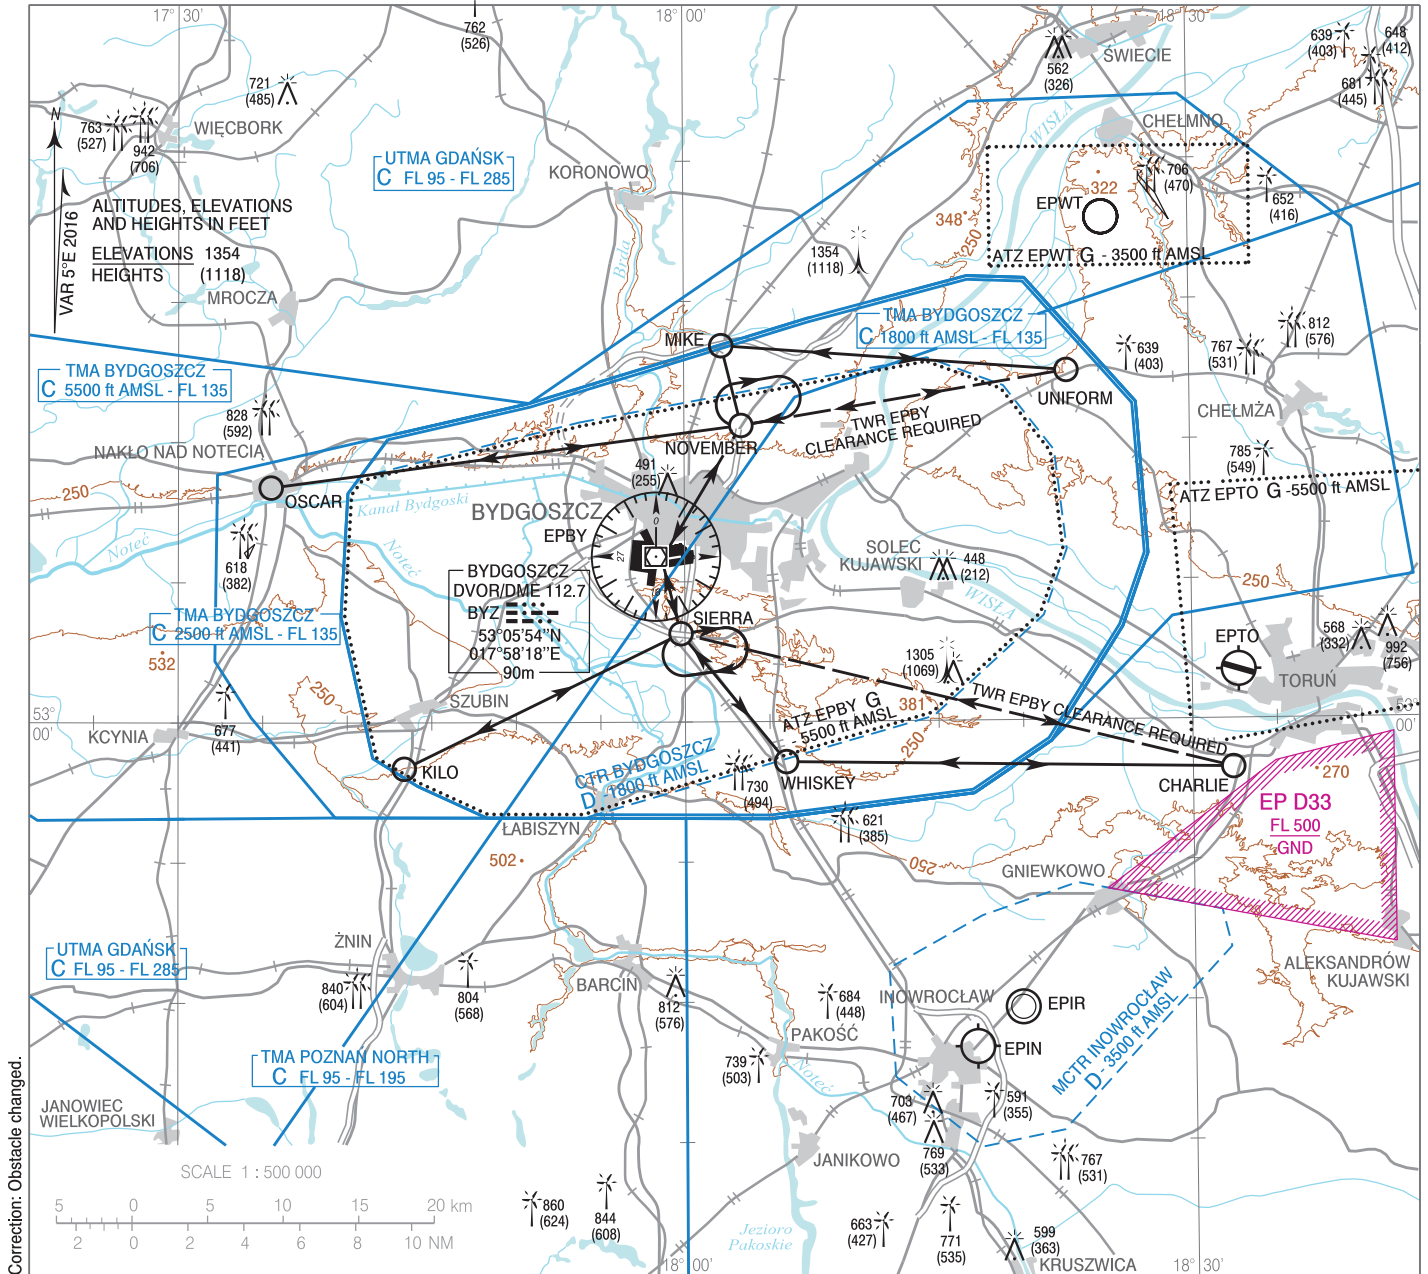 17° 30'
18° 00'
18° 30'
762
(526)
721
(485)
763
(527)
942
(706)
WIĘCBORK
N
VAR 5°E 2016
ALTITUDES, ELEVATIONS
AND HEIGHTS IN FEET
ELEVATIONS 1354
HEIGHTS (1118)
MROCZA
UTMA GDAŃSK
C FL 95 - FL 285
KORONOWO
Brda
562
(326)
ŚWIECIE
WISŁA
CHEŁMNO
639
(403)
648
(412)
681
(445)
706
(470)
322
652
(416)
EPWT
348
250
ATZ EPWT G - 3500 ft AMSL
1354
(1118)
TMA BYDGOSZCZ
C 1800 ft AMSL - FL 135
MIKE
UNIFORM
639
(403)
767
(531)
812
(576)
CHEŁMŻA
TMA BYDGOSZCZ
C 5500 ft AMSL - FL 135
828
(592)
NAKŁO NAD NOTECIĄ
250
OSCAR
NOVEMBER
TWR EPBY
CLEARANCE REQUIRED
785
(549)
ATZ EPTO G -5500 ft AMSL
491
(255)
Kanał Bydgoski
BYDGOSZCZ
EPBY
0
27
Noteć
Noteć
618
(382)
BYDGOSZCZ
DVOR/DME 112.7
BYZ
53°05'54''N
017°58'18''E
90m
SOLEC
KUJAWSKI
448
(212)
WISŁA
250
TMA BYDGOSZCZ
C 2500 ft AMSL - FL 135
532
SIERRA
EPTO
568
(332)
992
(756)
TORUŃ
1305
(1069)
250
SZUBIN
677
(441)
53°
00'
KCYNIA
KILO
ATZ EPBY G
5500 ft AMSL
381
250
TWR EPBY CLEARANCE REQUIRED
53°
00'
CTR BYDGOSZCZ
D 1800 ft AMSL
730
(494)
WHISKEY
CHARLIE
270
EP D33
FL 500
GND
621
(385)
ŁABISZYN
502
250
GNIEWKOWO
UTMA GDAŃSK
C FL 95 - FL 285
ŻNIN
840
(604)
804
(568)
BARCIN
812
(576)
684
(448)
INOWROCŁAW
EPIR
EPIN
ALEKSANDRÓW
KUJAWSKI
MCTR INOWROCŁAW
D - 3500 ft AMSL
PAKOŚĆ
739
(503)
Noteć
TMA POZNAŃ NORTH
C FL 95 - FL 195
JANOWIEC
WIELKOPOLSKI
703
(467)
591
(355)
769
(533)
JANIKOWO
767
(531)
SCALE 1 : 500 000
5 0 5 10 15 20 km
2 0 2 4 6 8 10 NM
860
(624)
844
(608)
Jezioro
Pakoskie
663
(427)
771
(535)
599
(363)
KRUSZWICA
18° 00'
18° 30'
Correction: Obstacle changed.